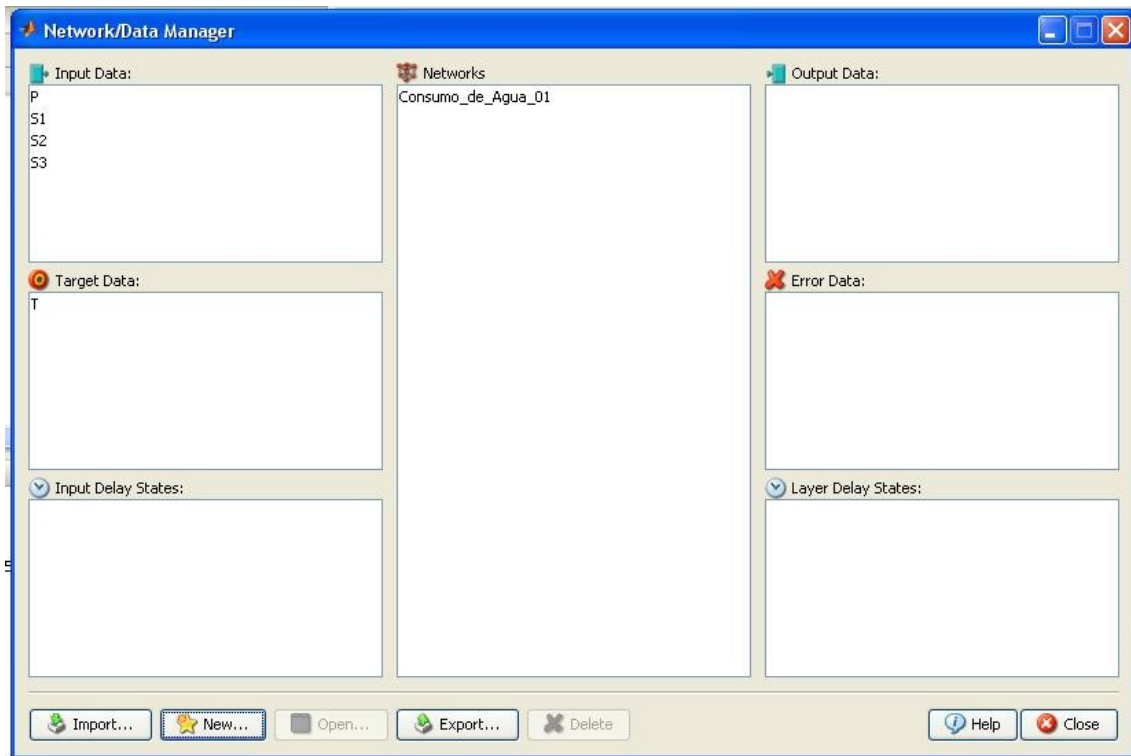 Network/Data Manager
Input Data:
P
S1
S2
S3
Networks
Consumo_de_Agua_01
Output Data:
Target Data:
T
Error Data:
Input Delay States:
Layer Delay States:
Import...
New...
Open...
Export...
Delete
Help
Close